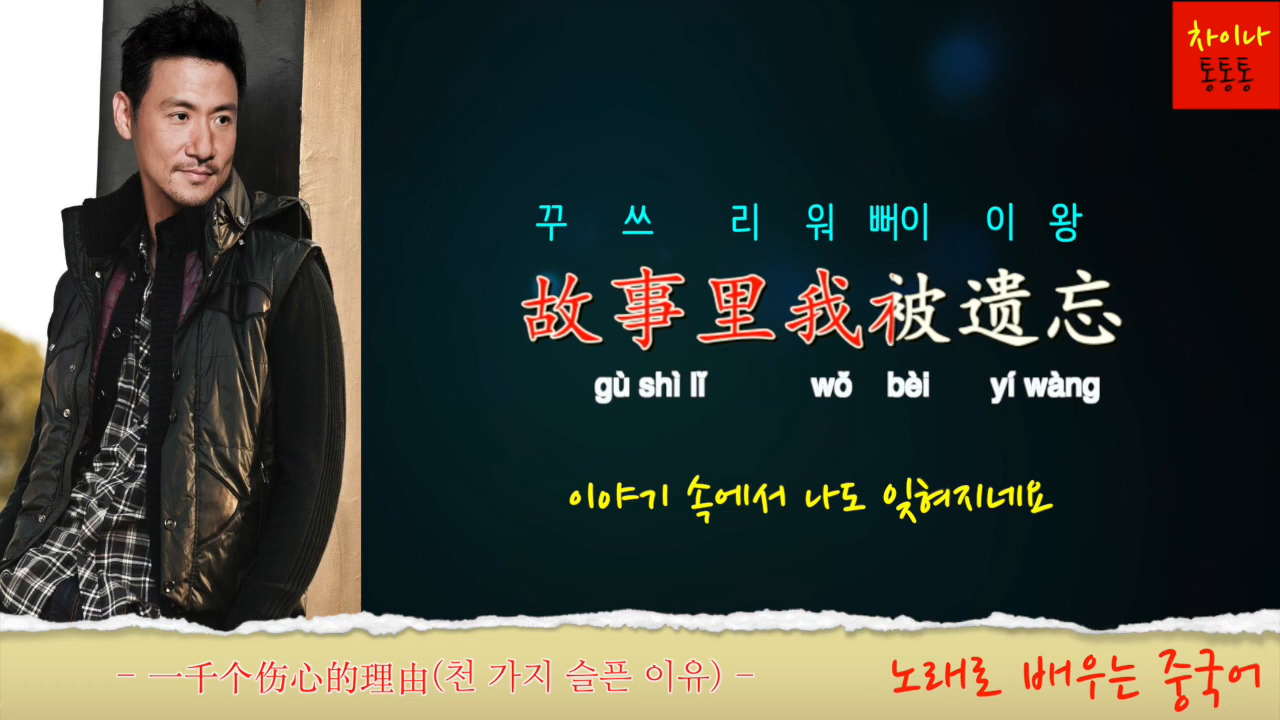 차이나
통통통
꾸 쓰 리 워 뻐이 이 왕
故事里我被遗忘
gù shì lǐ wǒ bèi yí wàng
이야기 속에서 나도 잊혀지네요
- 一千个伤心的理由(천 가지 슬픈 이유) -
노래로 배우는 중국어